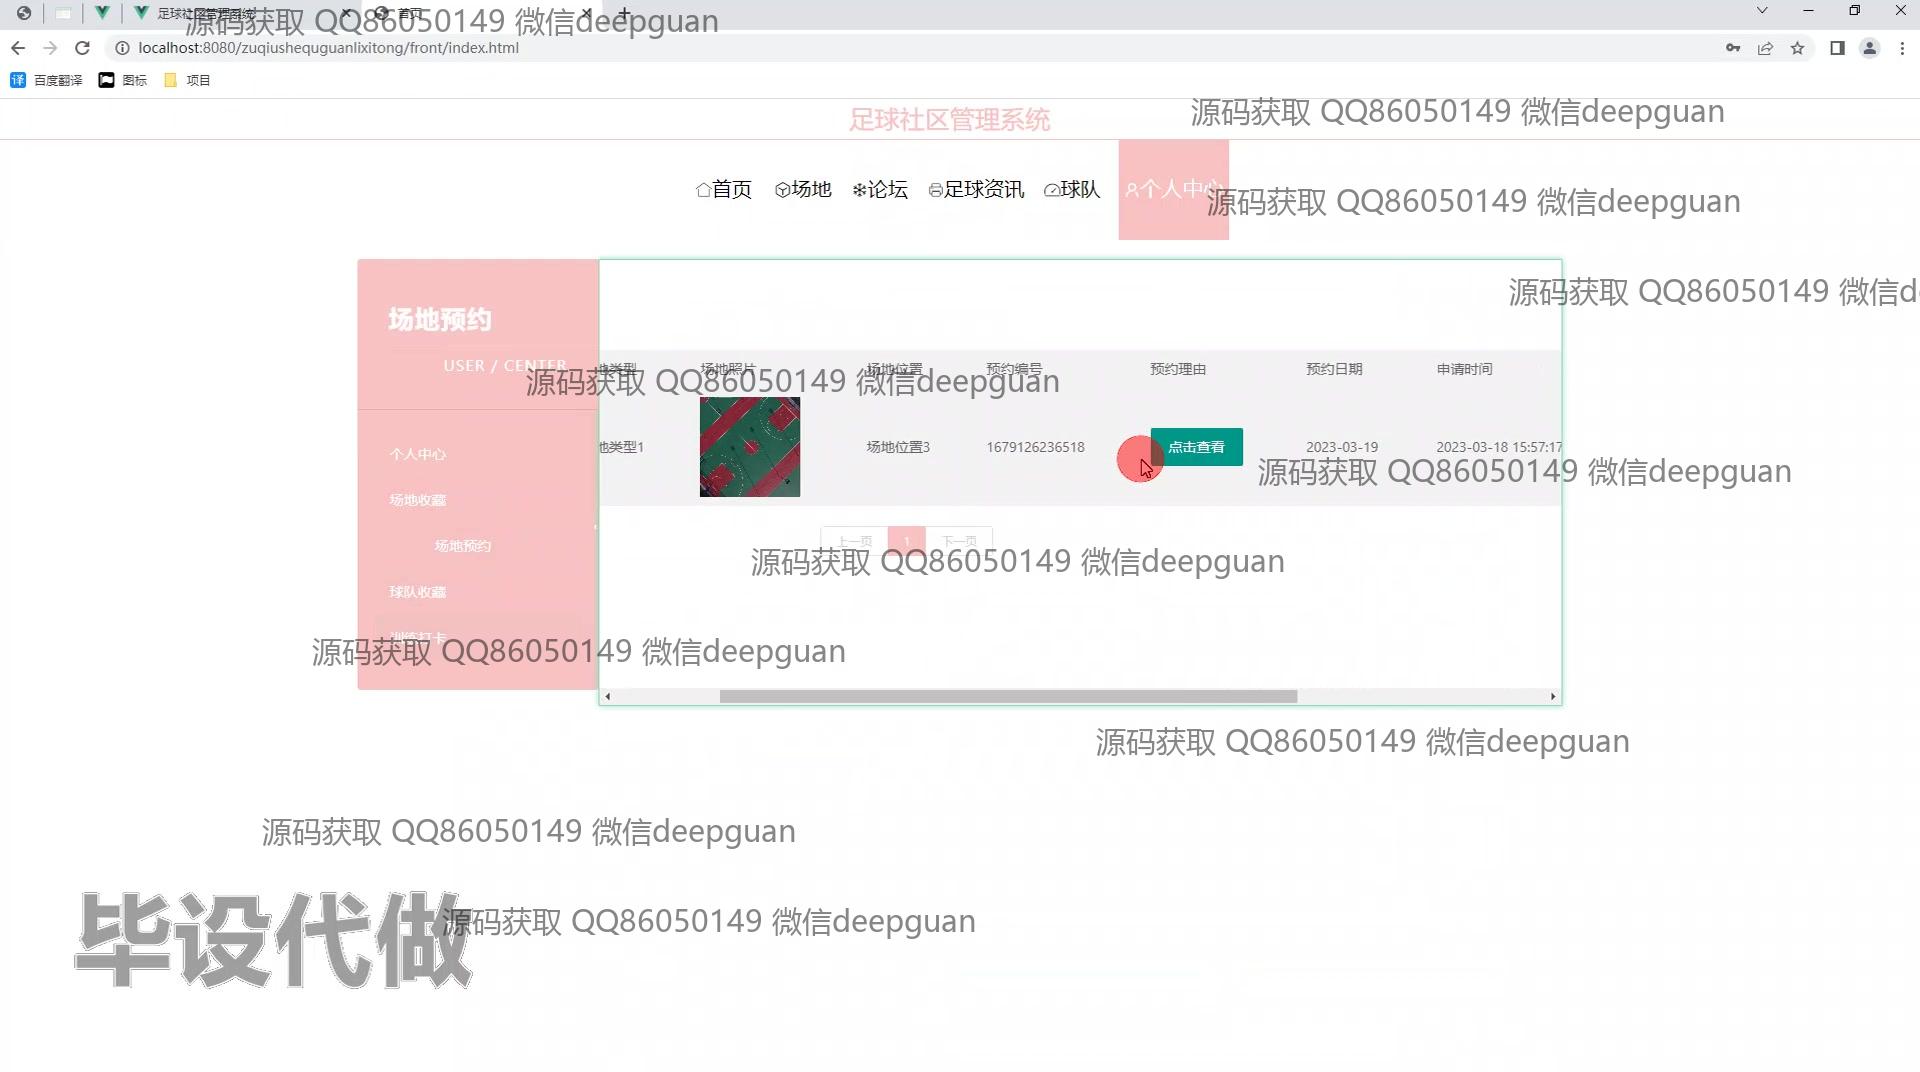 足球社区管理系统
首页
源码获取 QQ86050149 微信deepguan
localhost:8080/zuqiushequguanlixitong/front/index.html
百度翻译 图标 项目
足球社区管理系统
源码获取 QQ86050149 微信deepguan
首页 场地 论坛 足球资讯 球队 个人中心
源码获取 QQ86050149 微信deepguan
源码获取 QQ86050149 微信d
场地预约
USER / CENTER
地类型 场地照片 场地位置 预约编号 预约理由 预约日期 申请时间
源码获取 QQ86050149 微信deepguan
地类型1 场地位置3 1679126236518 点击查看 2023-03-19 2023-03-18 15:57:17
源码获取 QQ86050149 微信deepguan
个人中心
场地收藏
场地预约
球队收藏
训练打卡
上一页 1 下一页
源码获取 QQ86050149 微信deepguan
源码获取 QQ86050149 微信deepguan
源码获取 QQ86050149 微信deepguan
源码获取 QQ86050149 微信deepguan
毕设代做
源码获取 QQ86050149 微信deepguan